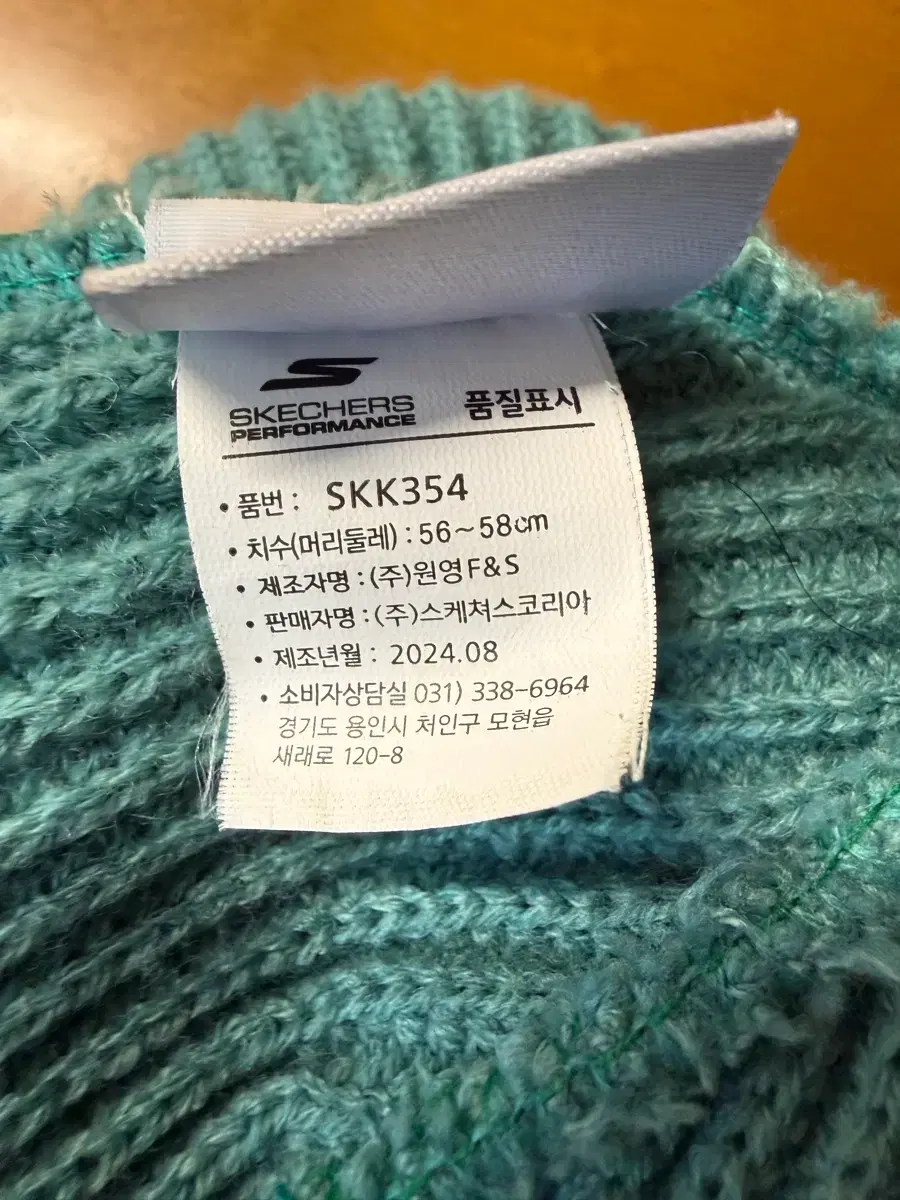 SKECHERS
PERFORMANCE
품질표시
• 품번 : SKK354
• 치수(머리둘레) : 56~58cm
• 제조자명 : (주)원영F&S
• 판매자명 : (주)스케쳐스코리아
• 제조년월 : 2024.08
• 소비자상담실 031) 338-6964
경기도 용인시 처인구 모현읍
새래로 120-8